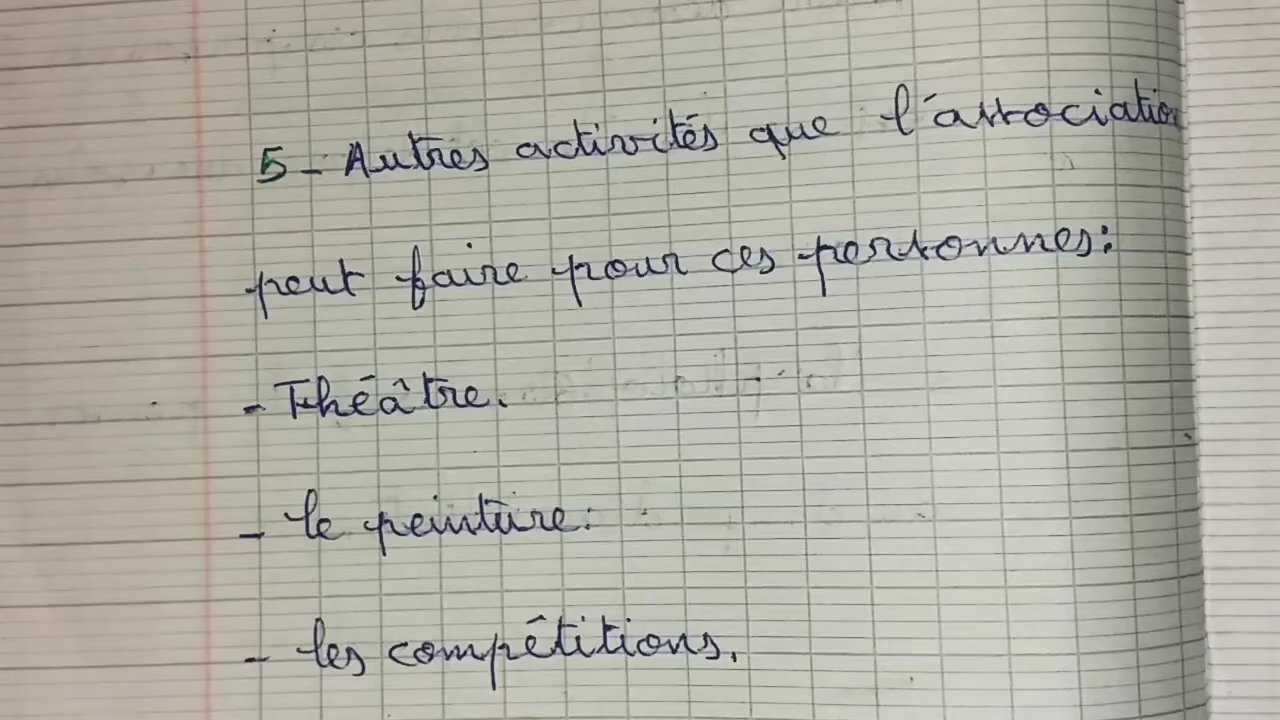 5- Autres activités que l'association
peut faire pour ces personnes:
- Théâtre.
- le peinture.
- les compétitions.